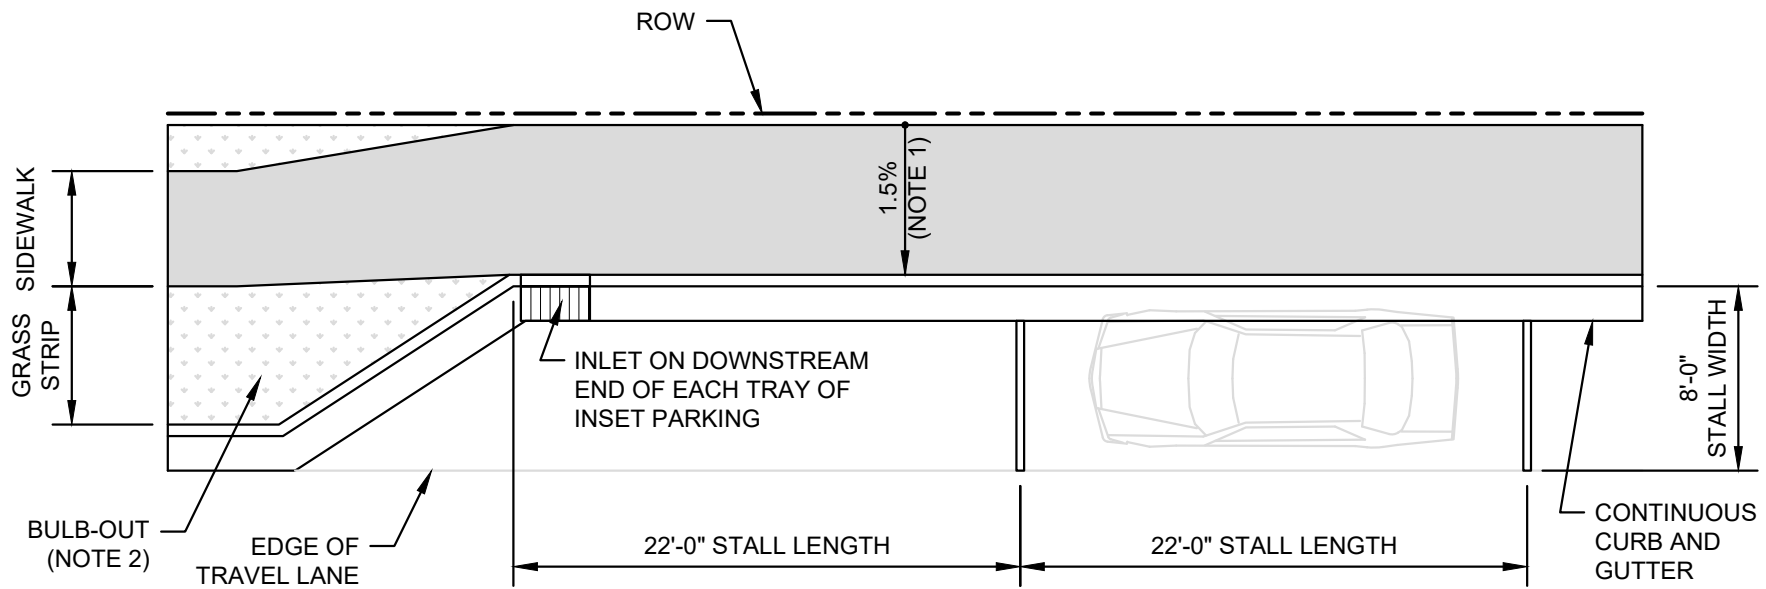 ROW
SIDEWALK
GRASS
STRIP
1.5%
(NOTE 1)
INLET ON DOWNSTREAM
END OF EACH TRAY OF
INSET PARKING
8'-0"
STALL WIDTH
BULB-OUT
(NOTE 2)
EDGE OF
TRAVEL LANE
22'-0" STALL LENGTH
22'-0" STALL LENGTH
CONTINUOUS
CURB AND
GUTTER